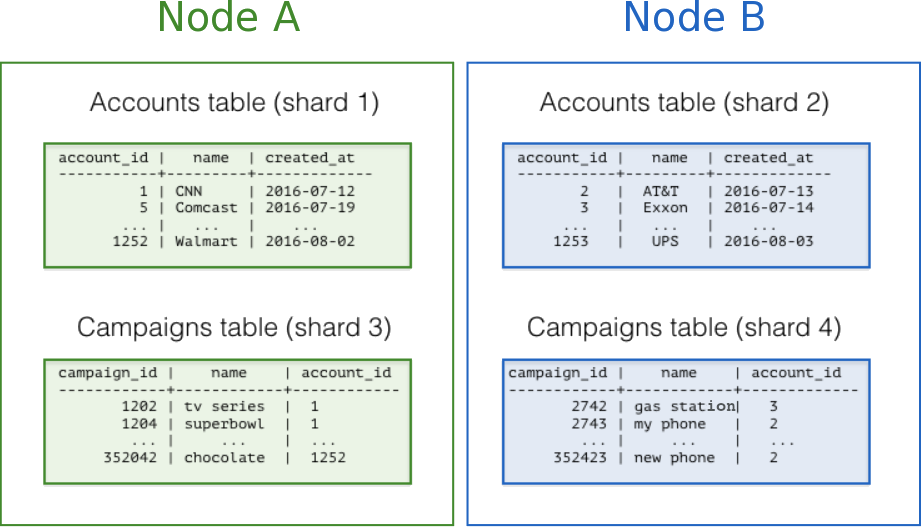 Node A
Accounts table (shard 1)
account_id | name | created_at
-----------+---------+-------------
1 | CNN | 2016-07-12
5 | Comcast | 2016-07-19
... | ... | ...
1252 | Walmart | 2016-08-02
Campaigns table (shard 3)
campaign_id | name | account_id
------------+------------+-----------
1202 | tv series | 1
1204 | superbowl | 1
... | ... | ...
352042 | chocolate | 1252
Node B
Accounts table (shard 2)
account_id | name | created_at
-----------+---------+-------------
2 | AT&T | 2016-07-13
3 | Exxon | 2016-07-14
... | ... | ...
1253 | UPS | 2016-08-03
Campaigns table (shard 4)
campaign_id | name | account_id
------------+------------+-----------
2742 | gas station| 3
2743 | my phone | 2
... | ... | ...
352423 | new phone | 2